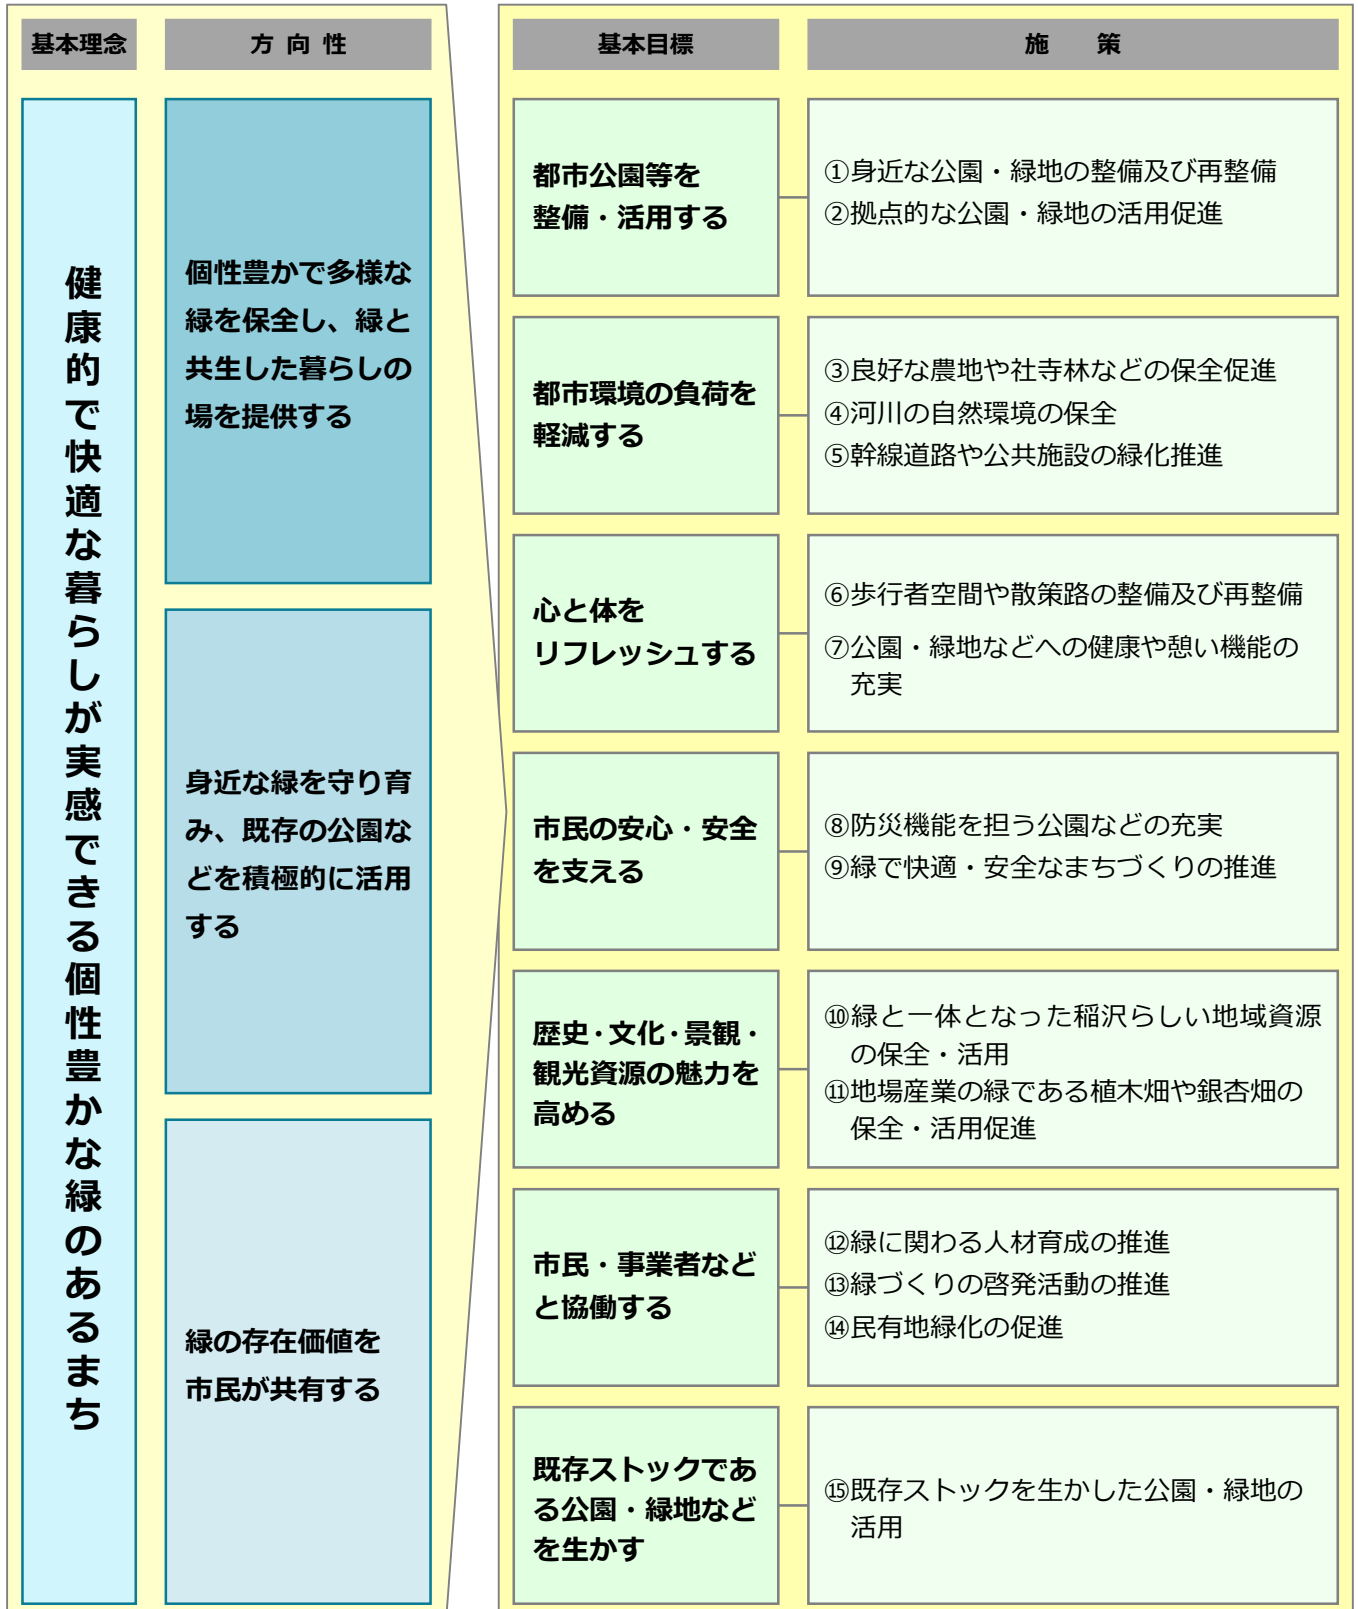 基本理念
方 向 性
基本目標
施　策
健康的で快適な暮らしが実感できる個性豊かな緑のあるまち
個性豊かで多様な
緑を保全し、緑と
共生した暮らしの
場を提供する
身近な緑を守り育
み、既存の公園な
どを積極的に活用
する
緑の存在価値を
市民が共有する
都市公園等を
整備・活用する
①身近な公園・緑地の整備及び再整備
②拠点的な公園・緑地の活用促進
都市環境の負荷を
軽減する
③良好な農地や社寺林などの保全促進
④河川の自然環境の保全
⑤幹線道路や公共施設の緑化推進
心と体を
リフレッシュする
⑥歩行者空間や散策路の整備及び再整備
⑦公園・緑地などへの健康や憩い機能の
充実
市民の安心・安全
を支える
⑧防災機能を担う公園などの充実
⑨緑で快適・安全なまちづくりの推進
歴史・文化・景観・
観光資源の魅力を
高める
⑩緑と一体となった稲沢らしい地域資源
の保全・活用
⑪地場産業の緑である植木畑や銀杏畑の
保全・活用促進
市民・事業者など
と協働する
⑫緑に関わる人材育成の推進
⑬緑づくりの啓発活動の推進
⑭民有地緑化の促進
既存ストックであ
る公園・緑地など
を生かす
⑮既存ストックを生かした公園・緑地の
活用